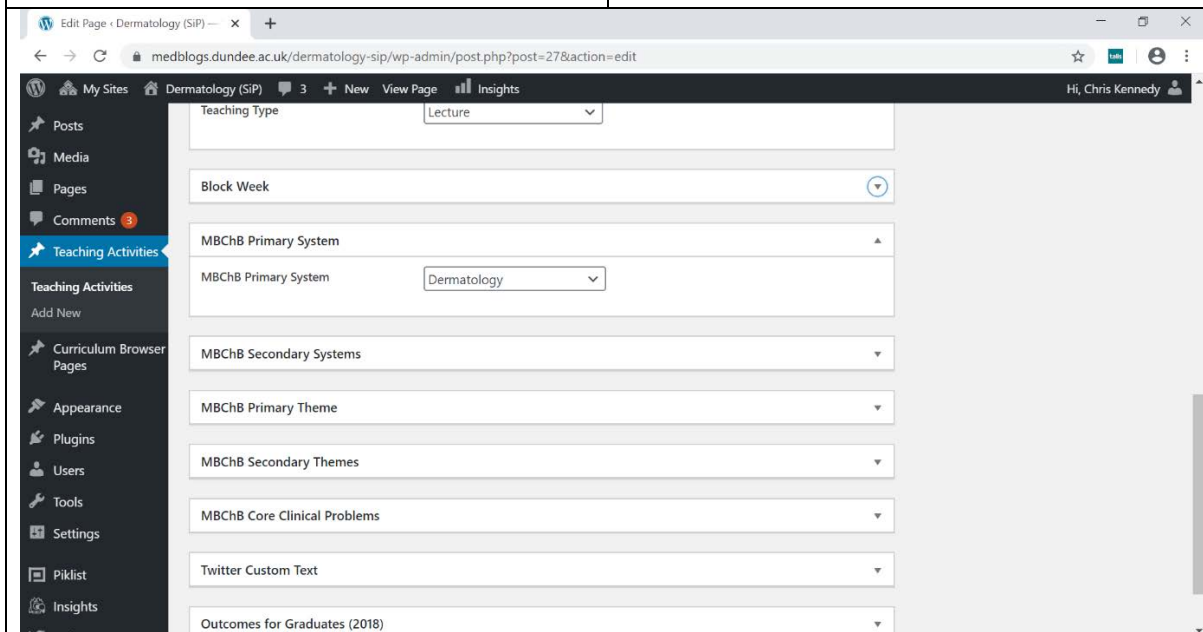 Edit Page ‹ Dermatology (SiP) —
medblogs.dundee.ac.uk/dermatology-sip/wp-admin/post.php?post=27&action=edit
talis
My Sites Dermatology (SiP) 3 New View Page Insights
Hi, Chris Kennedy
Posts
Media
Pages
Comments 3
Teaching Activities
Teaching Activities
Add New
Curriculum Browser
Pages
Appearance
Plugins
Users
Tools
Settings
Piklist
Insights
Teaching Type Lecture
Block Week
MBChB Primary System
MBChB Primary System Dermatology
MBChB Secondary Systems
MBChB Primary Theme
MBChB Secondary Themes
MBChB Core Clinical Problems
Twitter Custom Text
Outcomes for Graduates (2018)